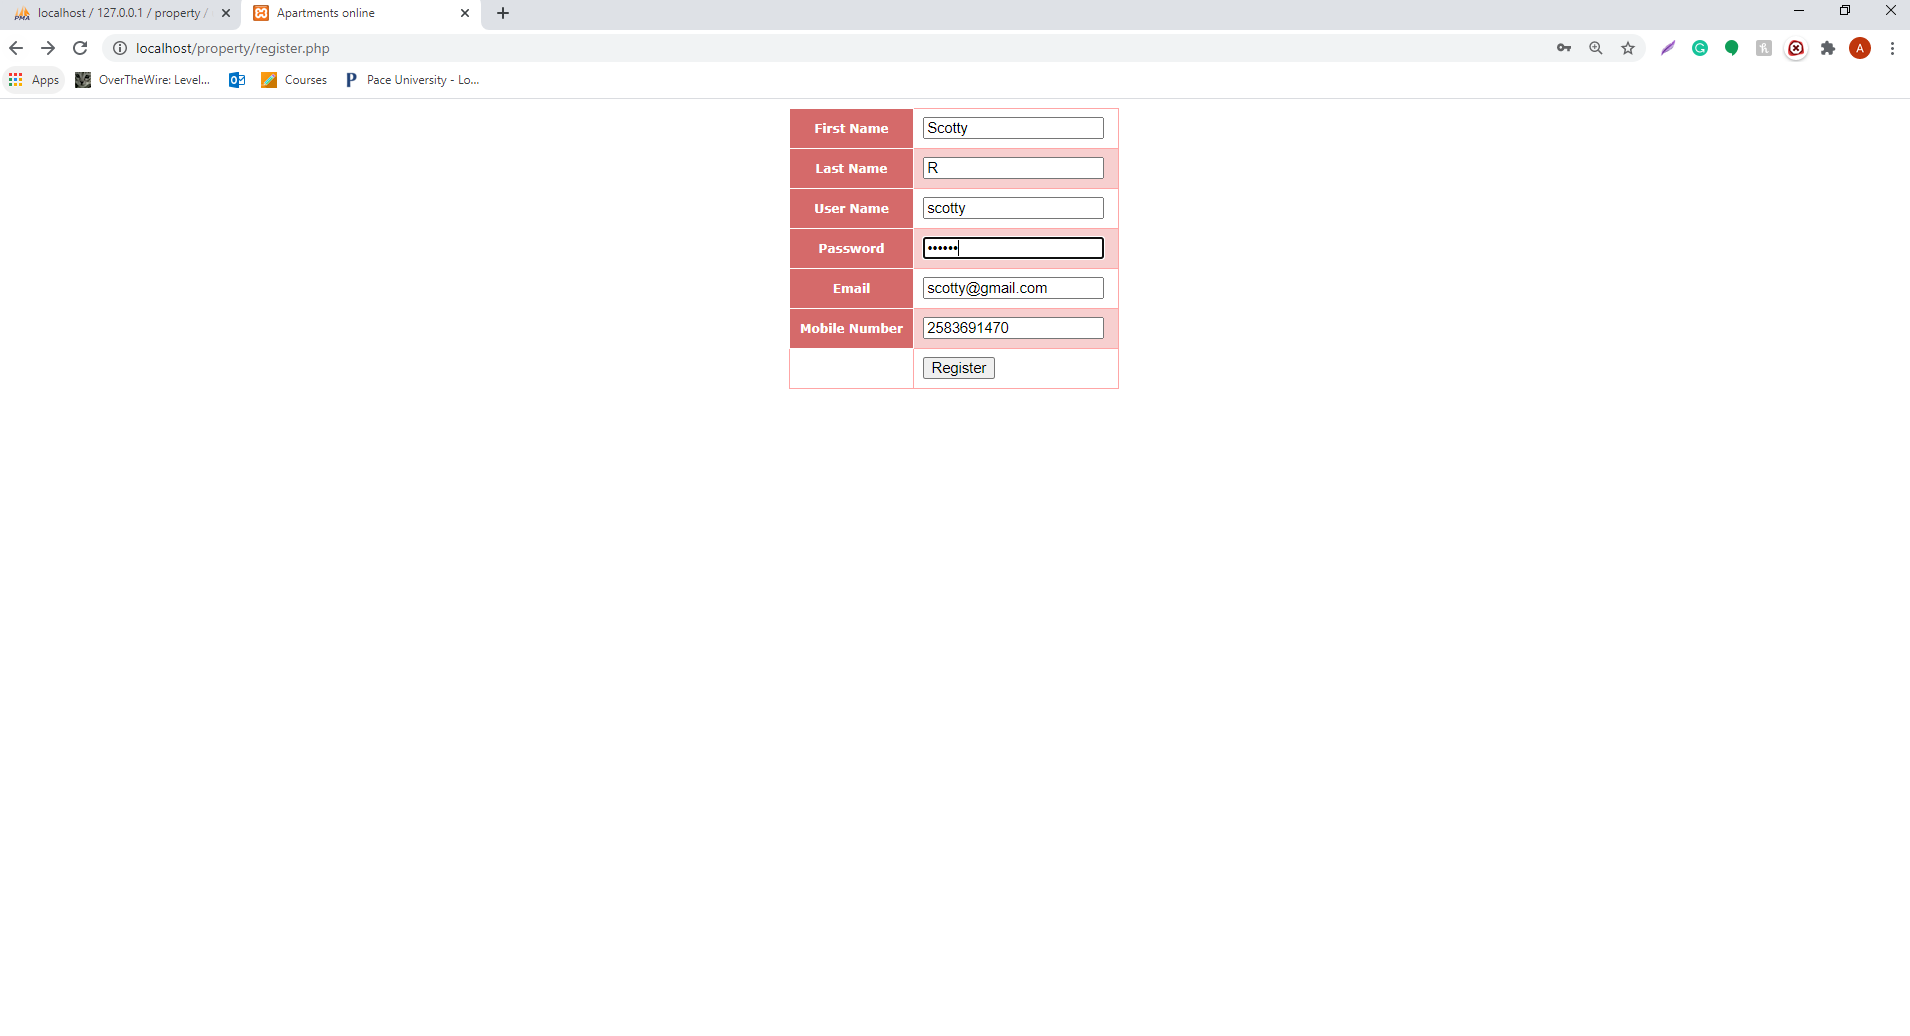 PMA localhost / 127.0.0.1 / property / Apartments online
localhost/property/register.php A
Apps OverTheWire: Level... Courses P Pace University - Lo...
First Name Scotty
Last Name R
User Name scotty
Password ••••••
Email scotty@gmail.com
Mobile Number 2583691470
Register